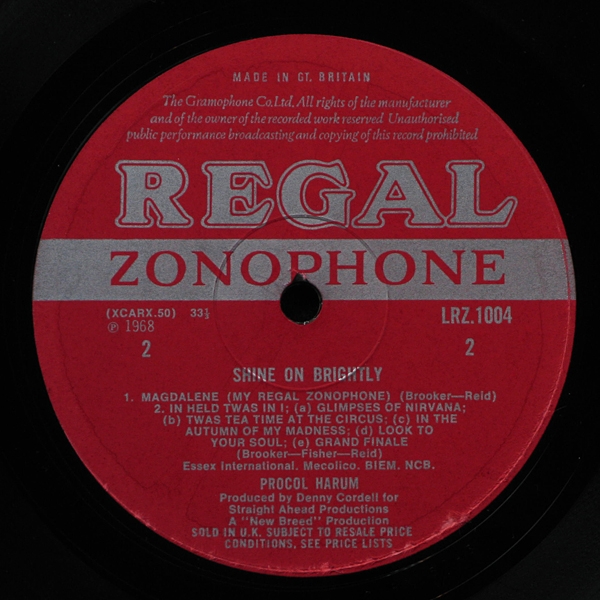 MADE IN GT. BRITAIN
The Gramophone Co.Ltd. All rights of the manufacturer
and of the owner of the recorded work reserved Unauthorised
public performance broadcasting and copying of this record prohibited
REGAL
ZONOPHONE
(XCARX.50) 33⅓
LRZ.1004
℗ 1968
2
2
SHINE ON BRIGHTLY
1. MAGDALENE (MY REGAL ZONOPHONE) (Brooker—Reid)
2. IN HELD TWAS IN I; (a) GLIMPSES OF NIRVANA;
(b) TWAS TEA TIME AT THE CIRCUS; (c) IN THE
AUTUMN OF MY MADNESS; (d) LOOK TO
YOUR SOUL; (e) GRAND FINALE
(Brooker—Fisher—Reid)
Essex International. Mecolico. BIEM. NCB.
PROCOL HARUM
Produced by Denny Cordell for
Straight Ahead Productions
A "New Breed" Production
SOLD IN U.K. SUBJECT TO RESALE PRICE
CONDITIONS, SEE PRICE LISTS